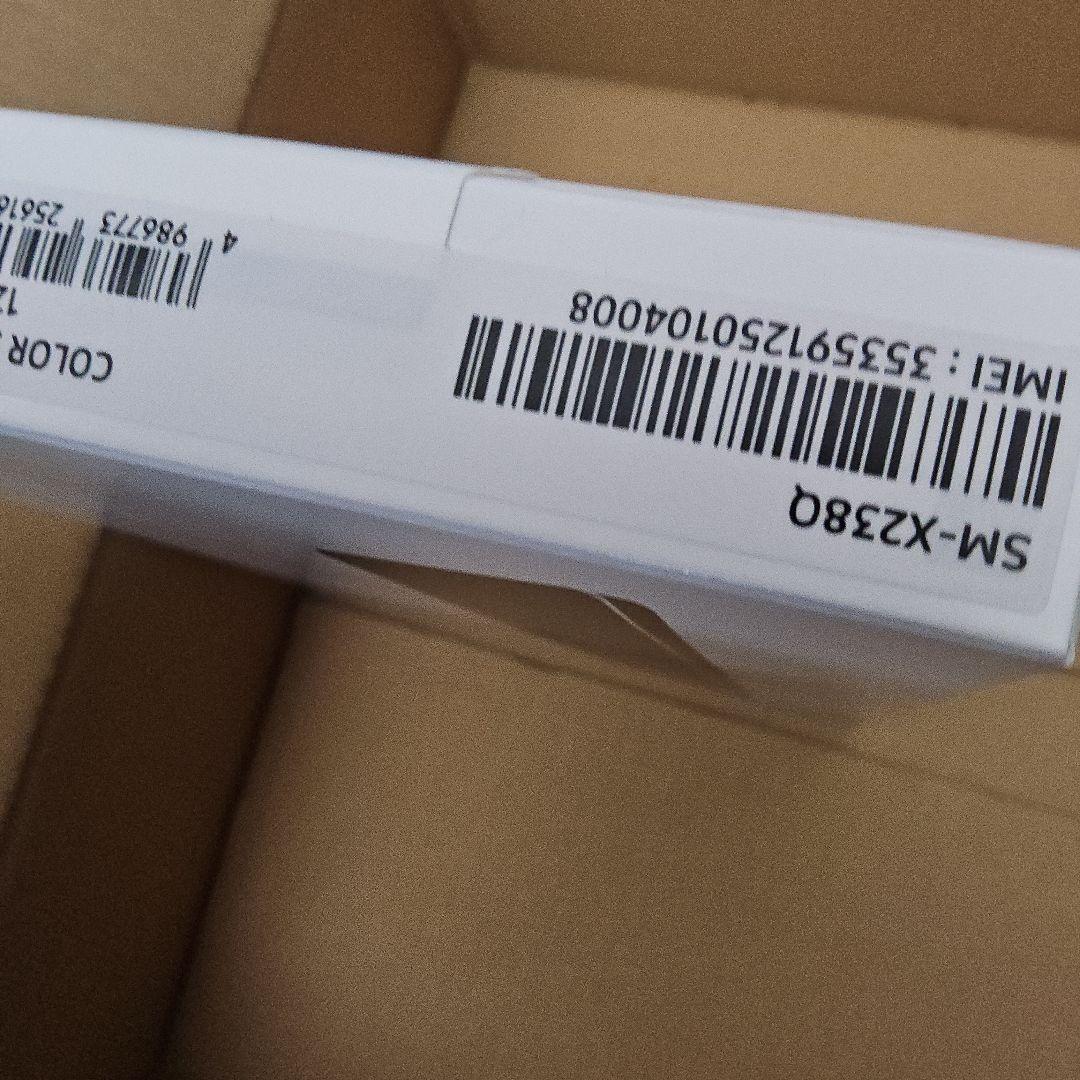 SM-X238Q
IMEI : 353591250104008
COLOR
4 986773